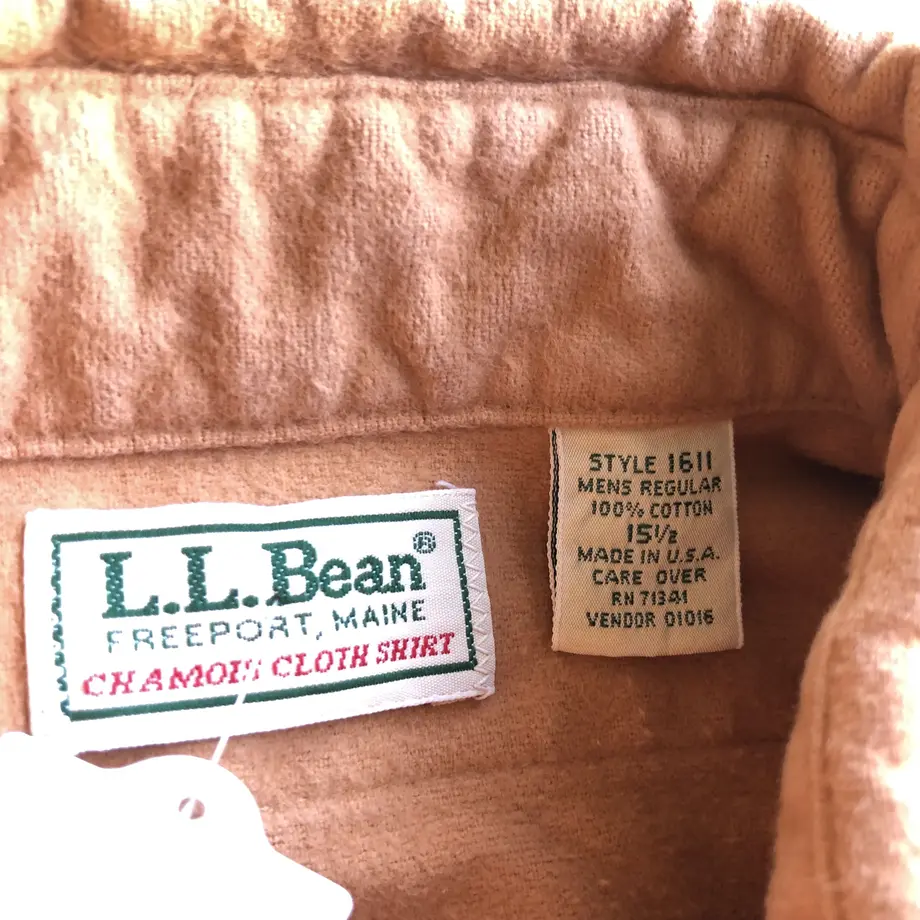 L.L.Bean®
FREEPORT, MAINE
CHAMOIS CLOTH SHIRT
STYLE 1611
MENS REGULAR
100% COTTON
15½
MADE IN U.S.A.
CARE OVER
RN 71341
VENDOR 01016